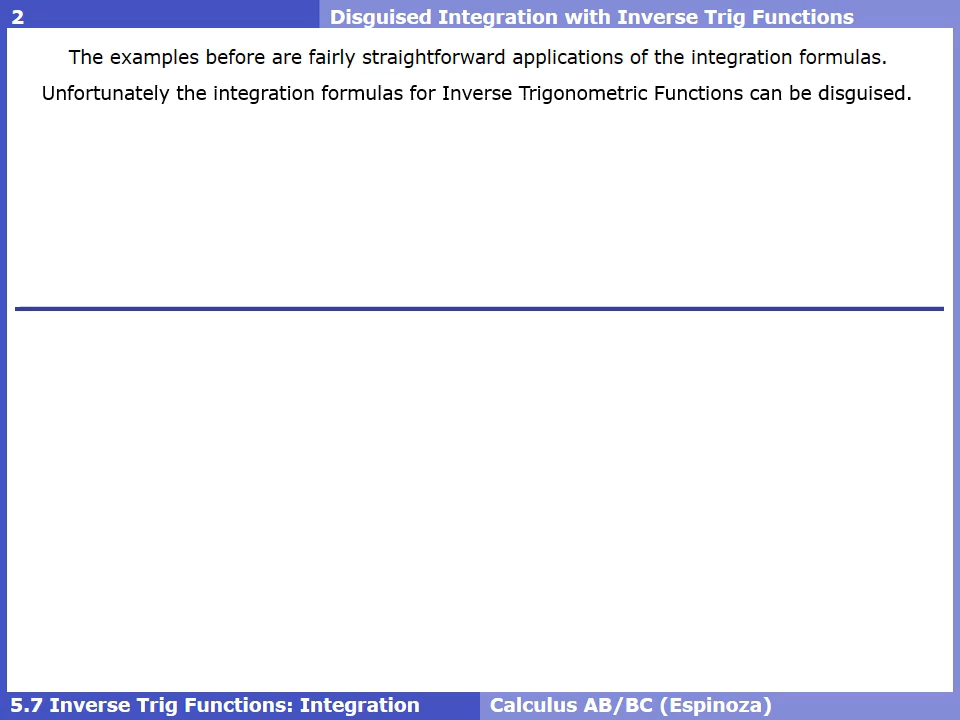 2
Disguised Integration with Inverse Trig Functions
The examples before are fairly straightforward applications of the integration formulas.
Unfortunately the integration formulas for Inverse Trigonometric Functions can be disguised.
5.7 Inverse Trig Functions: Integration
Calculus AB/BC (Espinoza)